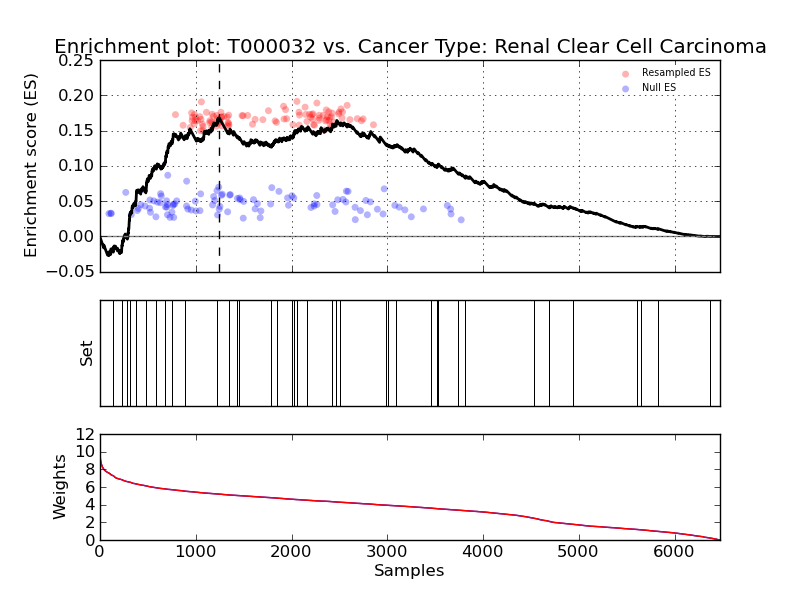 Enrichment plot: T000032 vs. Cancer Type: Renal Clear Cell Carcinoma
Enrichment score (ES)
0.25
0.20
0.15
0.10
0.05
0.00
−0.05
Resampled ES
Null ES
Set
Weights
12
10
8
6
4
2
0
0 1000 2000 3000 4000 5000 6000
Samples